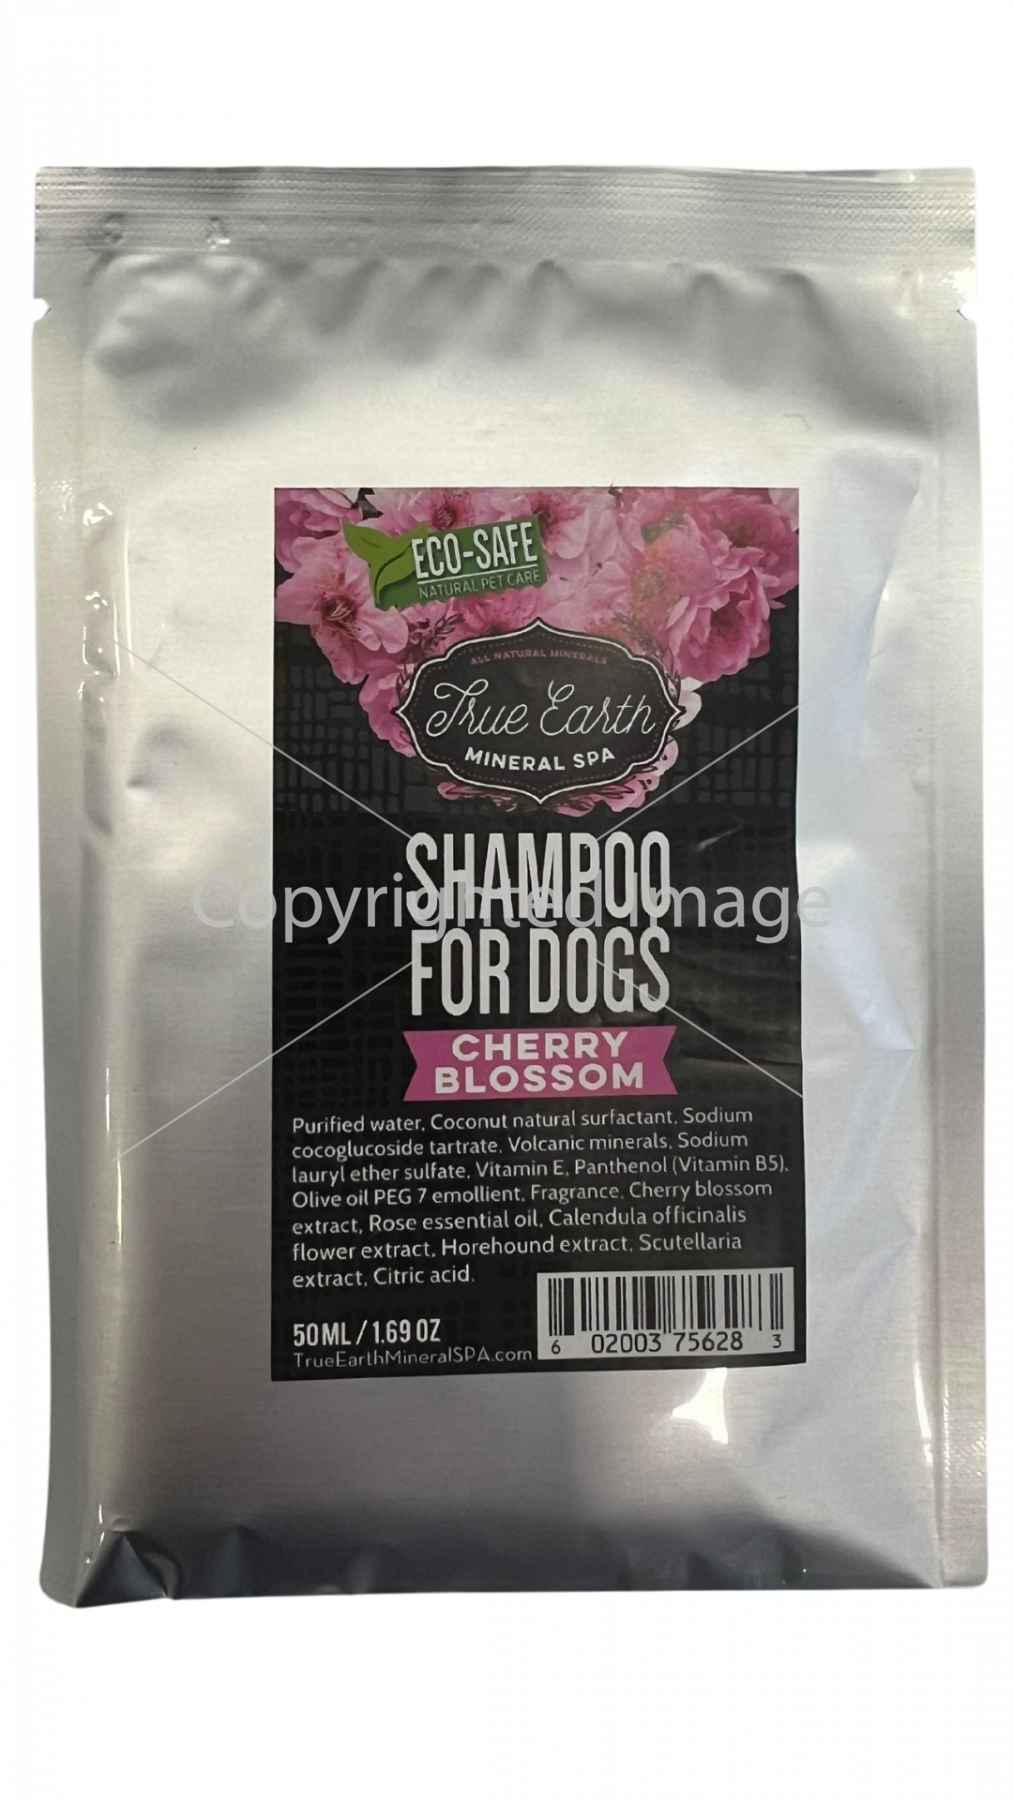 ECO-SAFE
NATURAL PET CARE
ALL NATURAL MINERALS
True Earth
MINERAL SPA
SHAMPOO
FOR DOGS
Copyrighted Image
CHERRY
BLOSSOM
Purified water, Coconut natural surfactant, Sodium
cocoglucoside tartrate, Volcanic minerals, Sodium
lauryl ether sulfate, Vitamin E, Panthenol (Vitamin B5),
Olive oil PEG 7 emollient, Fragrance, Cherry blossom
extract, Rose essential oil, Calendula officinalis
flower extract, Horehound extract, Scutellaria
extract, Citric acid.
50ML / 1.69 OZ
TrueEarthMineralSPA.com
6 02003 75628 3